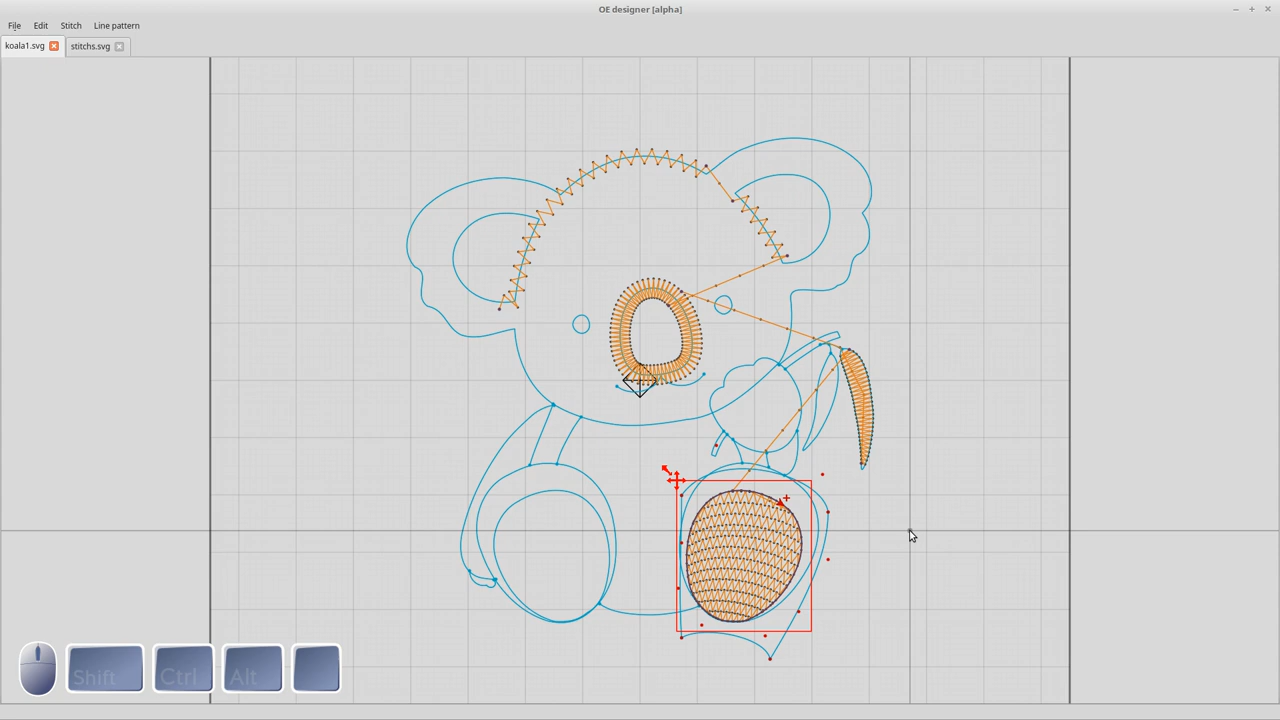 OE designer [alpha]
File Edit Stitch Line pattern
koala1.svg stitchs.svg
Shift Ctrl Alt